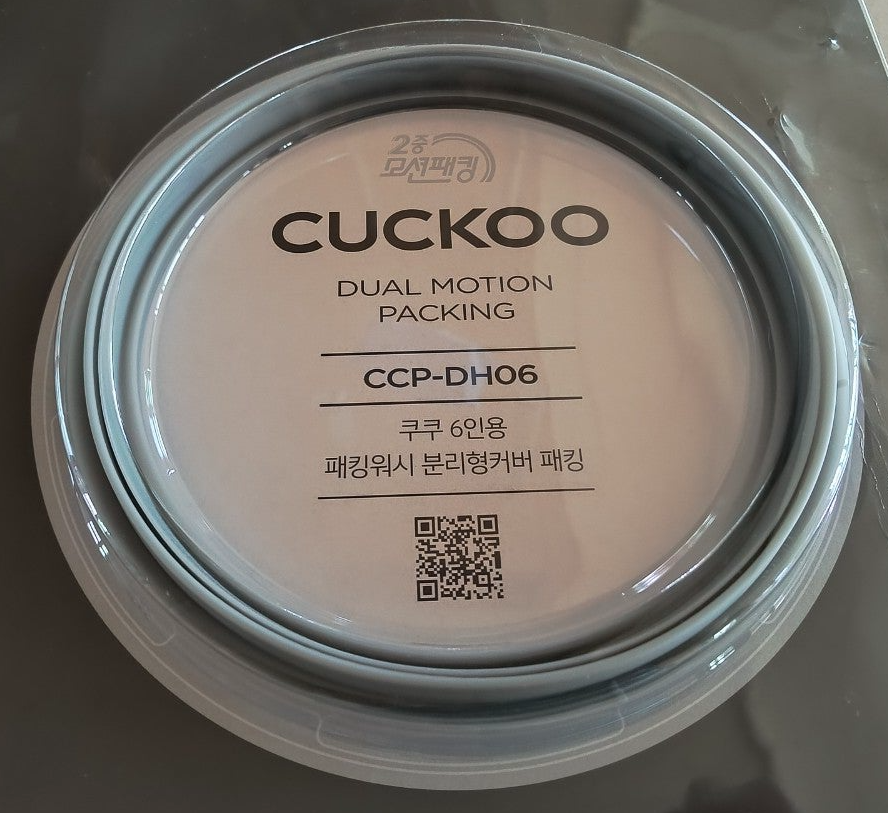 2중
모션패킹
CUCKOO
DUAL MOTION
PACKING
CCP-DH06
쿠쿠 6인용
패킹워시 분리형커버 패킹